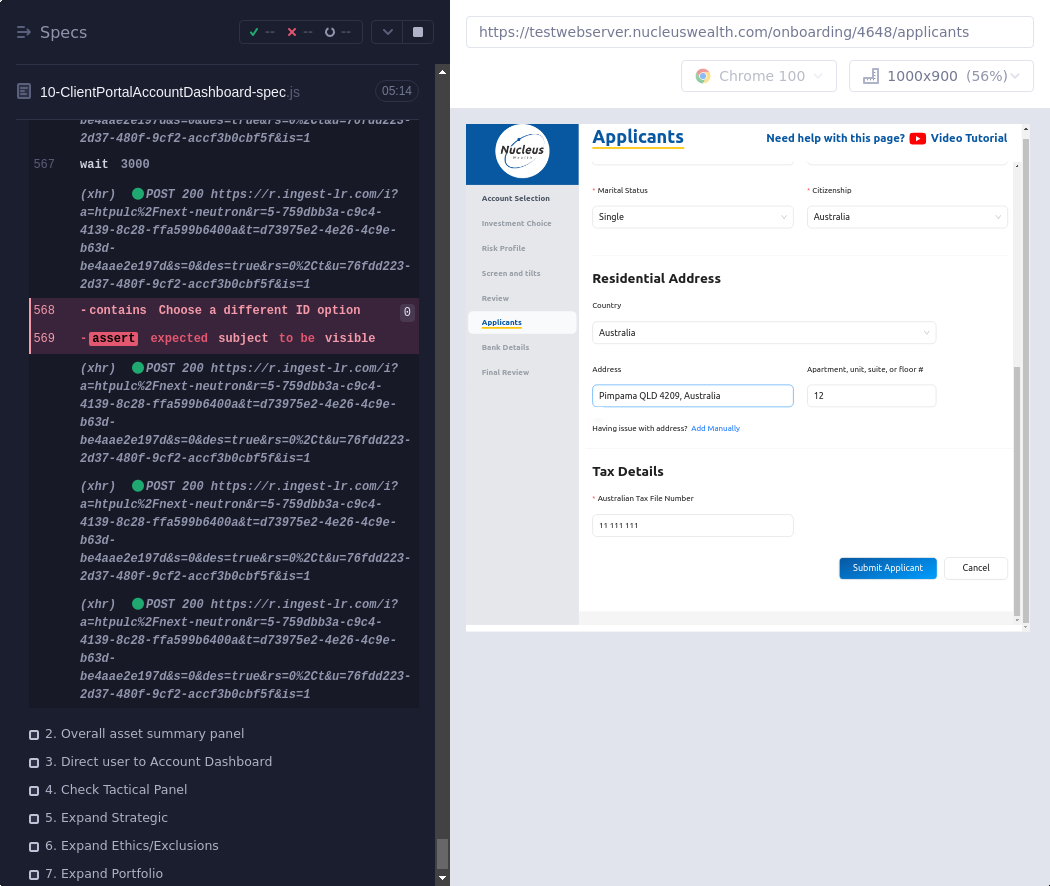 Specs
-- -- --
10-ClientPortalAccountDashboard-spec.js
05:14
be4aae2e197d&s=0&des=true&rs=0%2Ct&u=76fdd223-
2d37-480f-9cf2-accf3b0cbf5f&is=1
567 wait 3000
(xhr) POST 200 https://r.ingest-lr.com/i?
a=htpulc%2Fnext-neutron&r=5-759dbb3a-c9c4-
4139-8c28-ffa599b6400a&t=d73975e2-4e26-4c9e-
b63d-
be4aae2e197d&s=0&des=true&rs=0%2Ct&u=76fdd223-
2d37-480f-9cf2-accf3b0cbf5f&is=1
568 -contains Choose a different ID option 0
569 -assert expected subject to be visible
(xhr) POST 200 https://r.ingest-lr.com/i?
a=htpulc%2Fnext-neutron&r=5-759dbb3a-c9c4-
4139-8c28-ffa599b6400a&t=d73975e2-4e26-4c9e-
b63d-
be4aae2e197d&s=0&des=true&rs=0%2Ct&u=76fdd223-
2d37-480f-9cf2-accf3b0cbf5f&is=1
(xhr) POST 200 https://r.ingest-lr.com/i?
a=htpulc%2Fnext-neutron&r=5-759dbb3a-c9c4-
4139-8c28-ffa599b6400a&t=d73975e2-4e26-4c9e-
b63d-
be4aae2e197d&s=0&des=true&rs=0%2Ct&u=76fdd223-
2d37-480f-9cf2-accf3b0cbf5f&is=1
(xhr) POST 200 https://r.ingest-lr.com/i?
a=htpulc%2Fnext-neutron&r=5-759dbb3a-c9c4-
4139-8c28-ffa599b6400a&t=d73975e2-4e26-4c9e-
b63d-
be4aae2e197d&s=0&des=true&rs=0%2Ct&u=76fdd223-
2d37-480f-9cf2-accf3b0cbf5f&is=1
2. Overall asset summary panel
3. Direct user to Account Dashboard
4. Check Tactical Panel
5. Expand Strategic
6. Expand Ethics/Exclusions
7. Expand Portfolio
https://testwebserver.nucleuswealth.com/onboarding/4648/applicants
Chrome 100
1000x900 (56%)
Nucleus
Wealth
Account Selection
Investment Choice
Risk Profile
Screen and tilts
Review
Applicants
Bank Details
Final Review
Applicants
Need help with this page? Video Tutorial
* Marital Status
* Citizenship
Single
Australia
Residential Address
Country
Australia
Address
Apartment, unit, suite, or floor #
Pimpama QLD 4209, Australia
12
Having issue with address? Add Manually
Tax Details
* Australian Tax File Number
11 111 111
Submit Applicant
Cancel